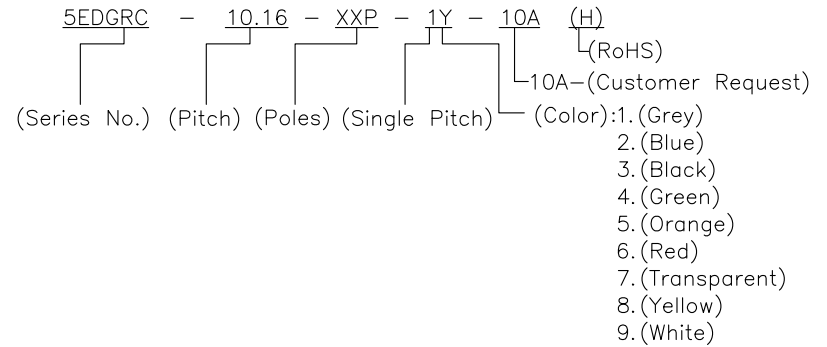 5EDGRC - 10.16 - XXP - 1Y - 10A (H)
(RoHS)
10A-(Customer Request)
(Series No.) (Pitch) (Poles) (Single Pitch) (Color):1.(Grey)
2.(Blue)
3.(Black)
4.(Green)
5.(Orange)
6.(Red)
7.(Transparent)
8.(Yellow)
9.(White)